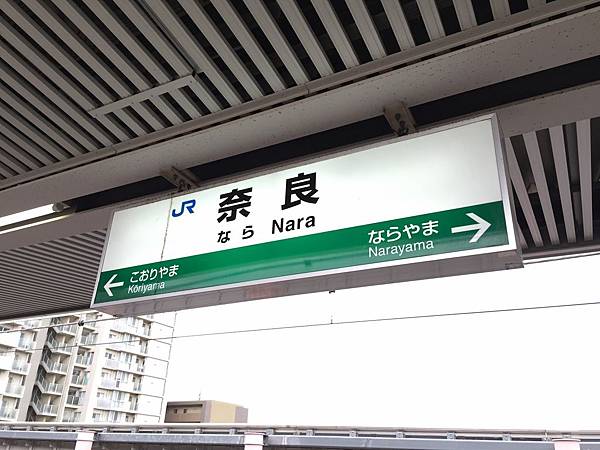 JR 奈良
なら Nara
← こおりやま
Kōriyama
ならやま →
Narayama